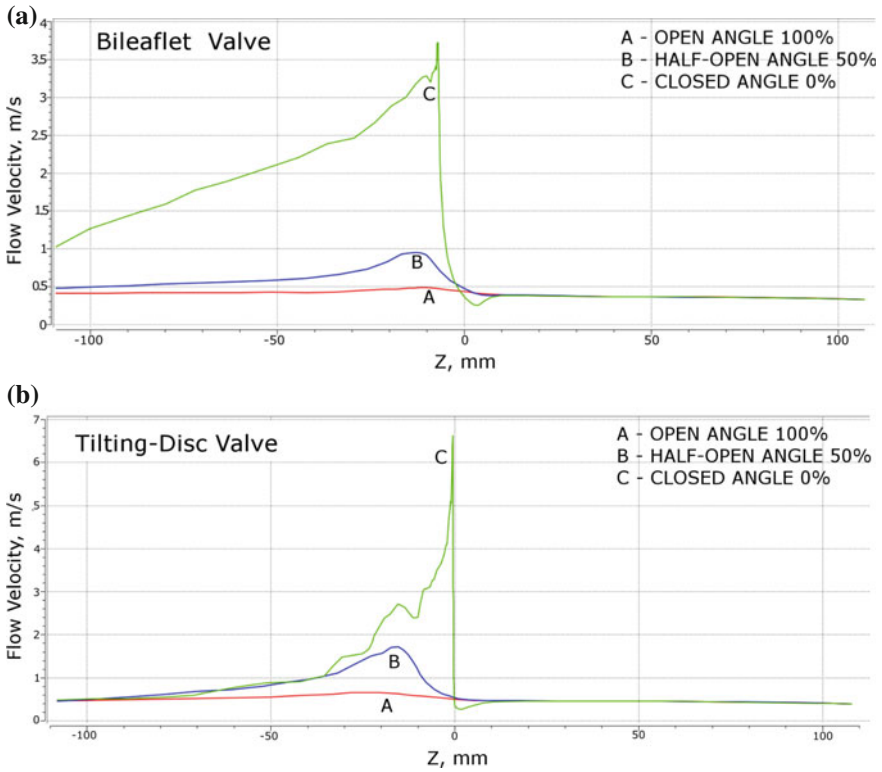 (a)
Bileaflet Valve
A - OPEN ANGLE 100%
B - HALF-OPEN ANGLE 50%
C - CLOSED ANGLE 0%
Flow Velocity, m/s
4
3.5
3
2.5
2
1.5
1
0.5
0
C
B
A
-100
-50
0
50
100
Z, mm
(b)
Tilting-Disc Valve
A - OPEN ANGLE 100%
B - HALF-OPEN ANGLE 50%
C - CLOSED ANGLE 0%
Flow Velocity, m/s
7
6
5
4
3
2
1
0
C
B
A
-100
-50
0
50
100
Z, mm